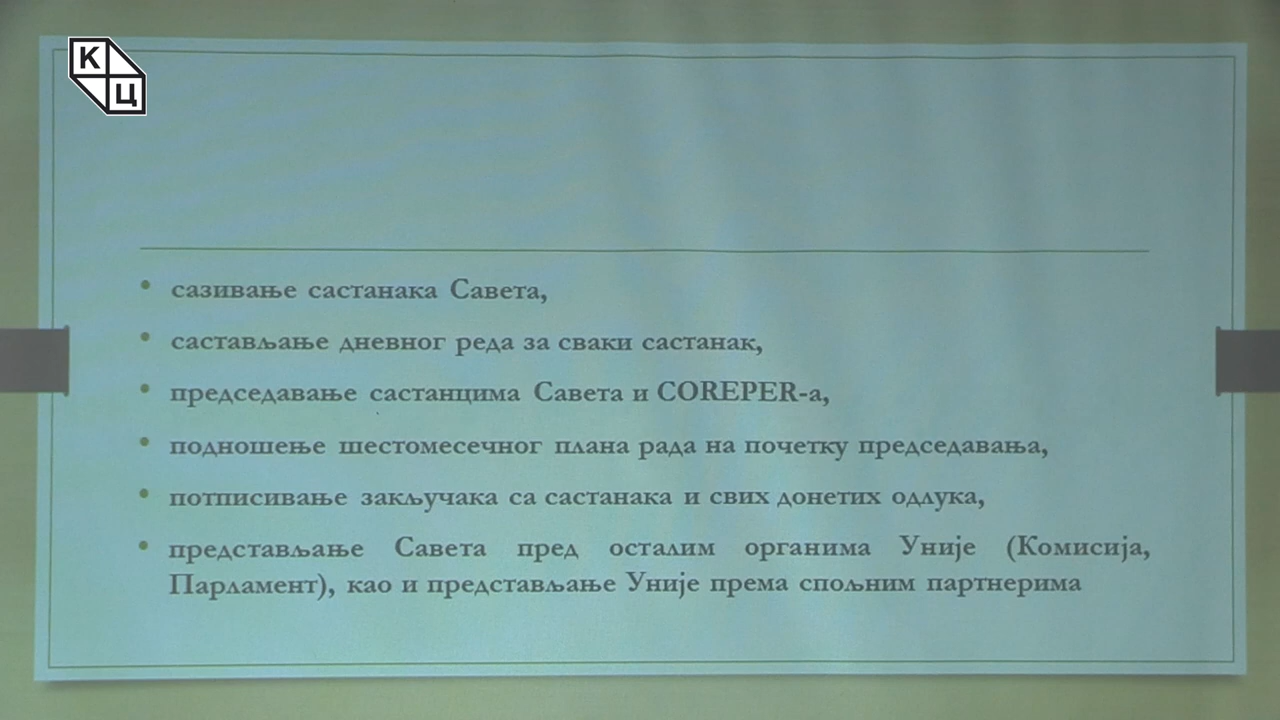 К
Ц
• сазивање састанака Савета,
• састављање дневног реда за сваки састанак,
• председавање састанцима Савета и COREPER-а,
• подношење шестомесечног плана рада на почетку председавања,
• потписивање закључака са састанака и свих донетих одлука,
• представљање Савета пред осталим органима Уније (Комисија,
Парламент), као и представљање Уније према спољним партнерима